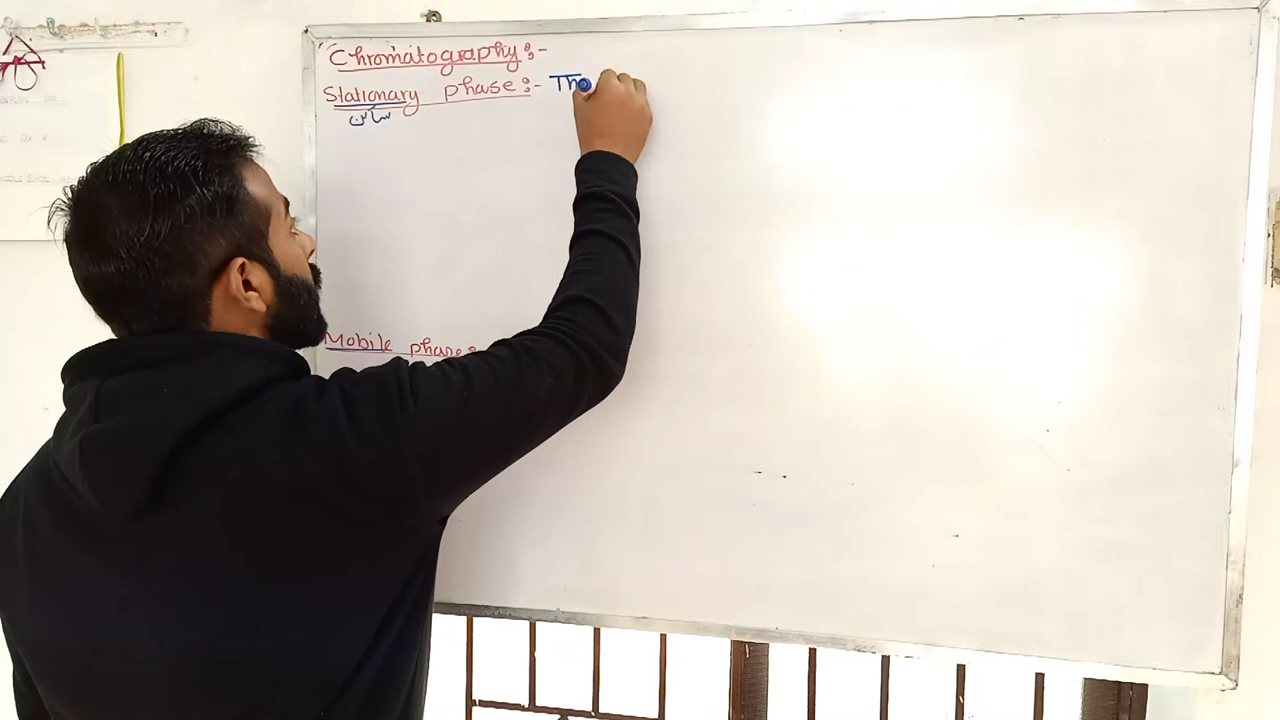 Chromatography:-
Stationary phase:- The
ساکن
Mobile phase: